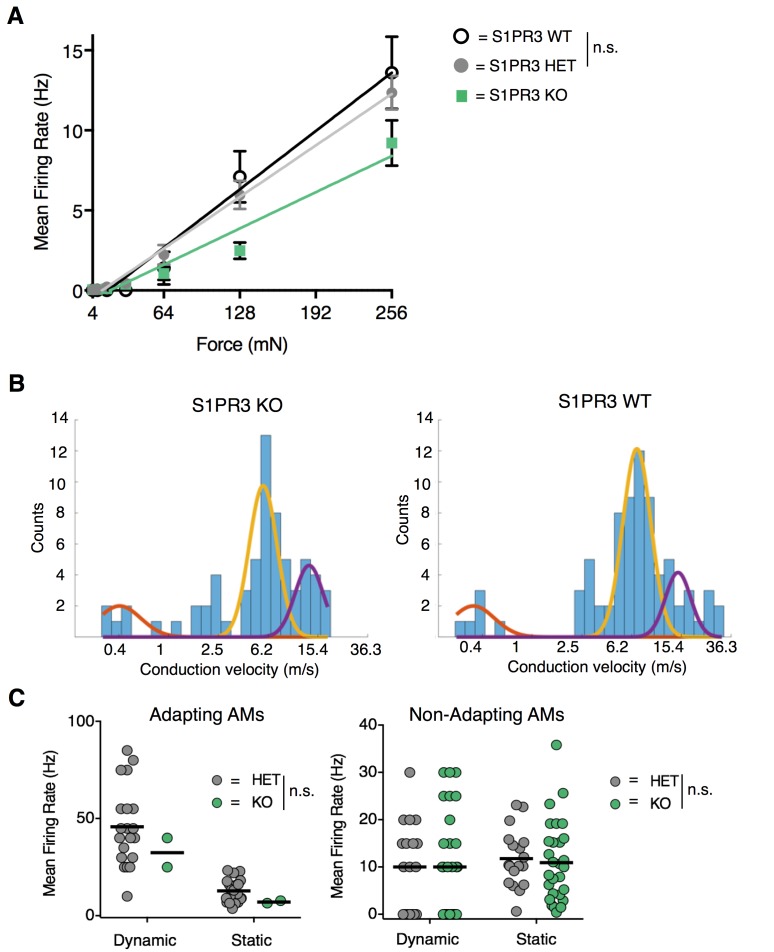 A
Mean Firing Rate (Hz)
15
10
5
0
4 64 128 192 256
Force (mN)
= S1PR3 WT
= S1PR3 HET
= S1PR3 KO
n.s.
B
S1PR3 KO
Counts
14
12
10
8
6
4
2
0.4 1 2.5 6.2 15.4 36.3
Conduction velocity (m/s)
S1PR3 WT
Counts
14
12
10
8
6
4
2
0.4 1 2.5 6.2 15.4 36.3
Conduction velocity (m/s)
C
Adapting AMs
Mean Firing Rate (Hz)
100
50
0
Dynamic Static
= HET
= KO
n.s.
Non-Adapting AMs
Mean Firing Rate (Hz)
40
30
20
10
0
Dynamic Static
= HET
= KO
n.s.